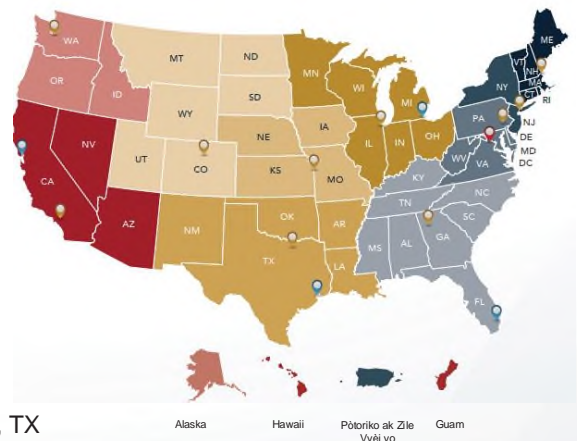 WA
MT
ND
MN
ME
VT
NH
OR
ID
SD
WI
MI
NY
MA
CT
RI
WY
IA
PA
NJ
NE
IL
IN
OH
DE
NV
UT
CO
KS
MO
WV
VA
MD
DC
CA
KY
NC
AZ
NM
OK
AR
TN
SC
TX
LA
MS
AL
GA
FL
, TX
Alaska
Hawaii
Pòtoriko ak Zile
Vyèj yo
Guam